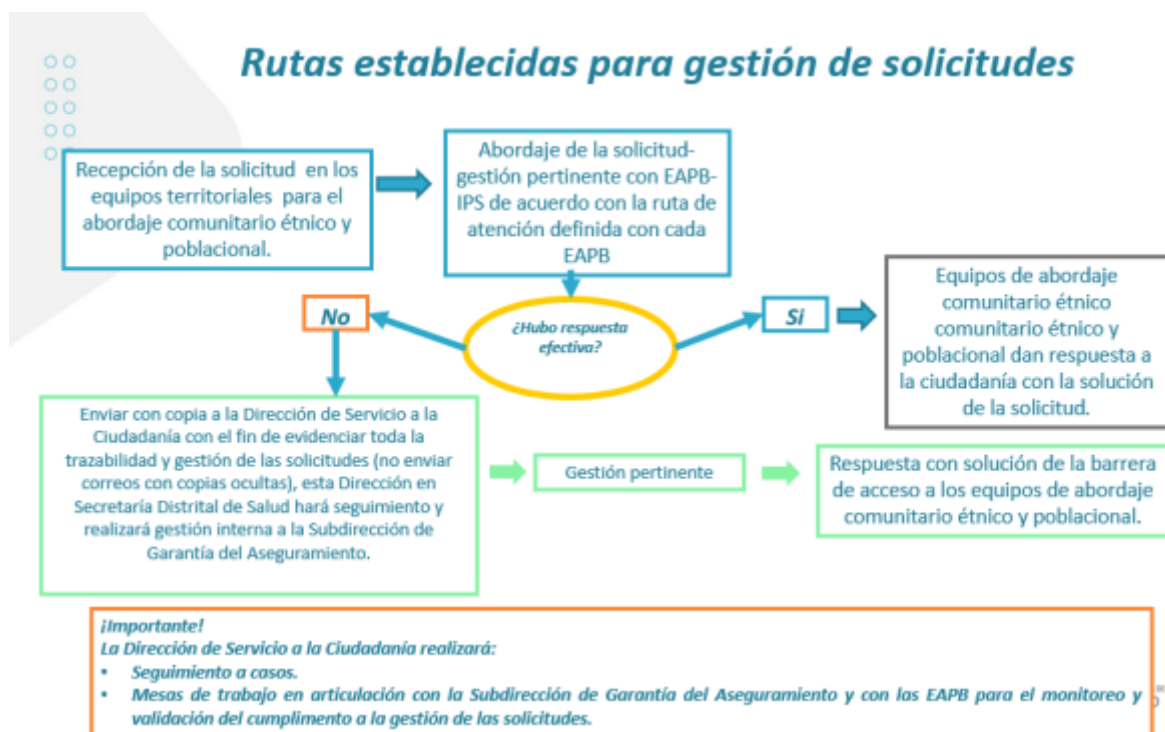 Rutas establecidas para gestión de solicitudes
Recepción de la solicitud en los
equipos territoriales para el
abordaje comunitario étnico y
poblacional.
Abordaje de la solicitud-
gestión pertinente con EAPB-
IPS de acuerdo con la ruta de
atención definida con cada
EAPB
¿Hubo respuesta
efectiva?
No
Si
Equipos de abordaje
comunitario étnico
comunitario étnico y
poblacional dan respuesta a
la ciudadanía con la solución
de la solicitud.
Enviar con copia a la Dirección de Servicio a la
Ciudadanía con el fin de evidenciar toda la
trazabilidad y gestión de las solicitudes (no enviar
correos con copias ocultas), esta Dirección en
Secretaría Distrital de Salud hará seguimiento y
realizará gestión interna a la Subdirección de
Garantía del Aseguramiento.
Gestión pertinente
Respuesta con solución de la barrera
de acceso a los equipos de abordaje
comunitario étnico y poblacional.
¡Importante!
La Dirección de Servicio a la Ciudadanía realizará:
• Seguimiento a casos.
• Mesas de trabajo en articulación con la Subdirección de Garantía del Aseguramiento y con las EAPB para el monitoreo y
validación del cumplimento a la gestión de las solicitudes.